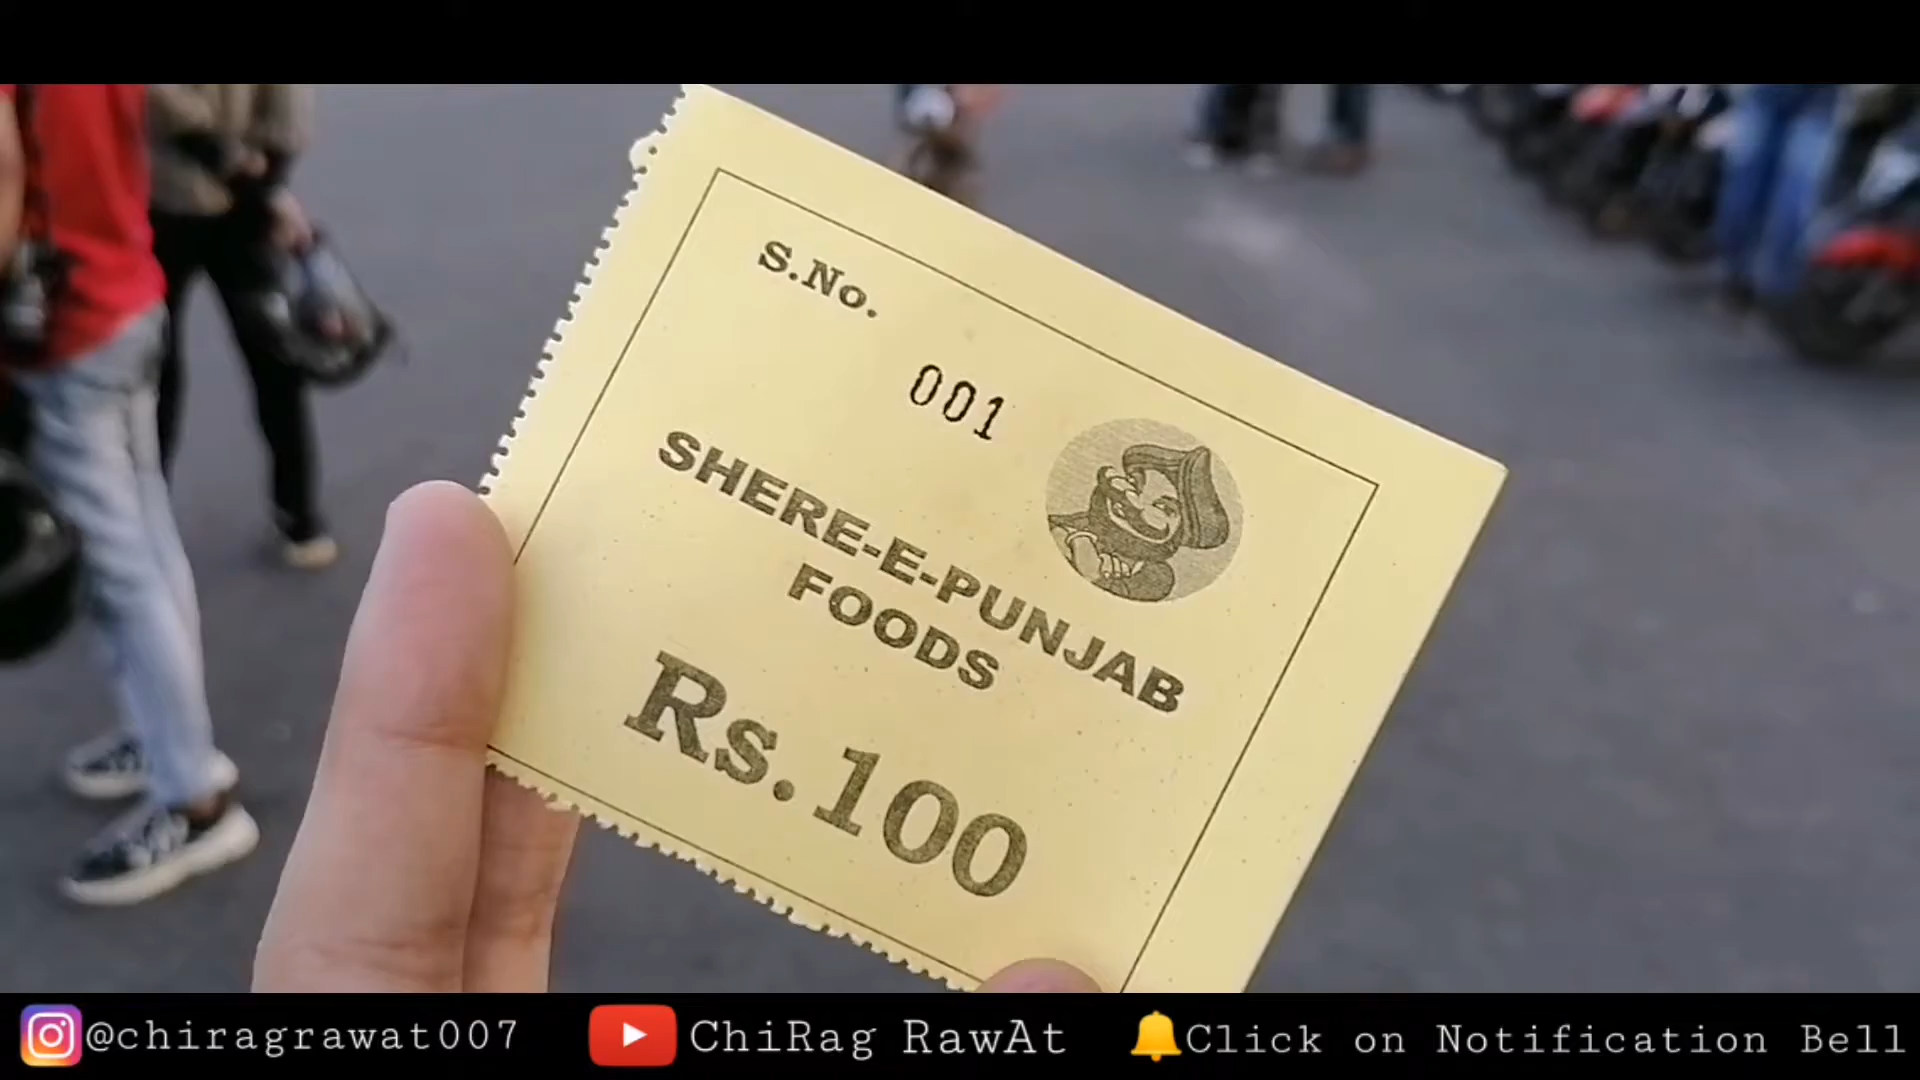 S.No.
001
SHERE-E-PUNJAB
FOODS
Rs.100
@chiragrawat007
ChiRag RawAt
Click on Notification Bell